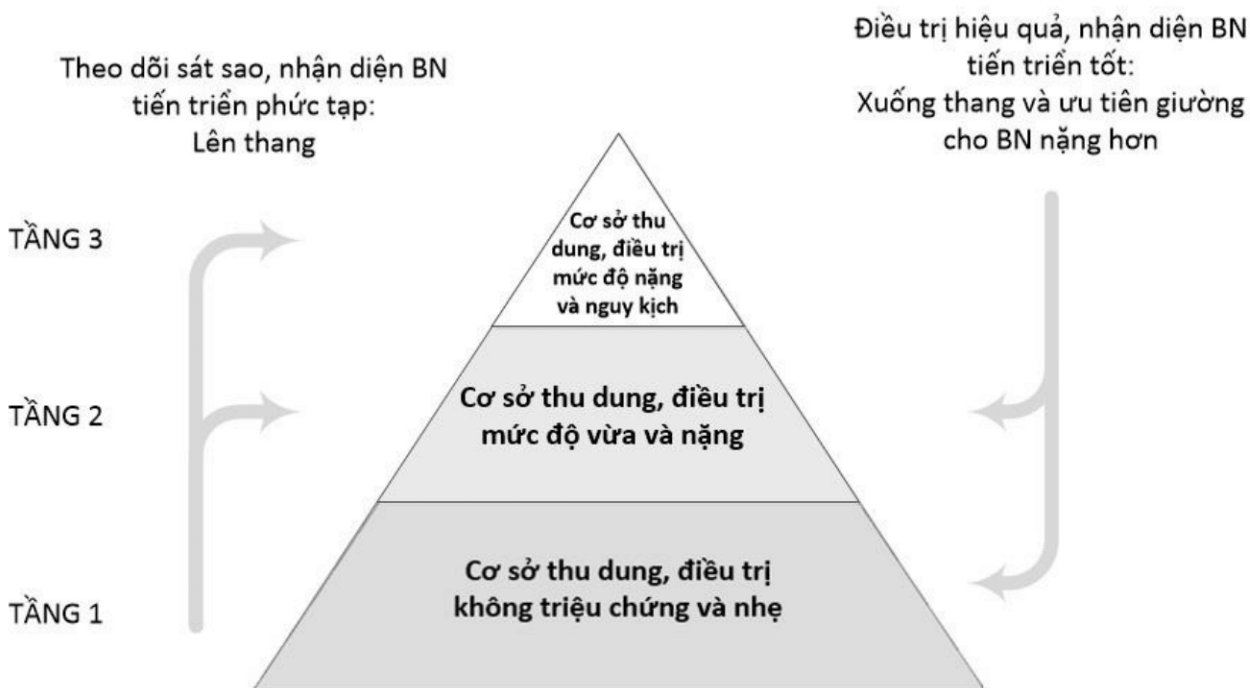 Theo dõi sát sao, nhận diện BN
tiến triển phức tạp:
Lên thang
Điều trị hiệu quả, nhận diện BN
tiến triển tốt:
Xuống thang và ưu tiên giường
cho BN nặng hơn
TẦNG 3
Cơ sở thu
dung, điều trị
mức độ nặng
và nguy kịch
TẦNG 2
Cơ sở thu dung, điều trị
mức độ vừa và nặng
TẦNG 1
Cơ sở thu dung, điều trị
không triệu chứng và nhẹ